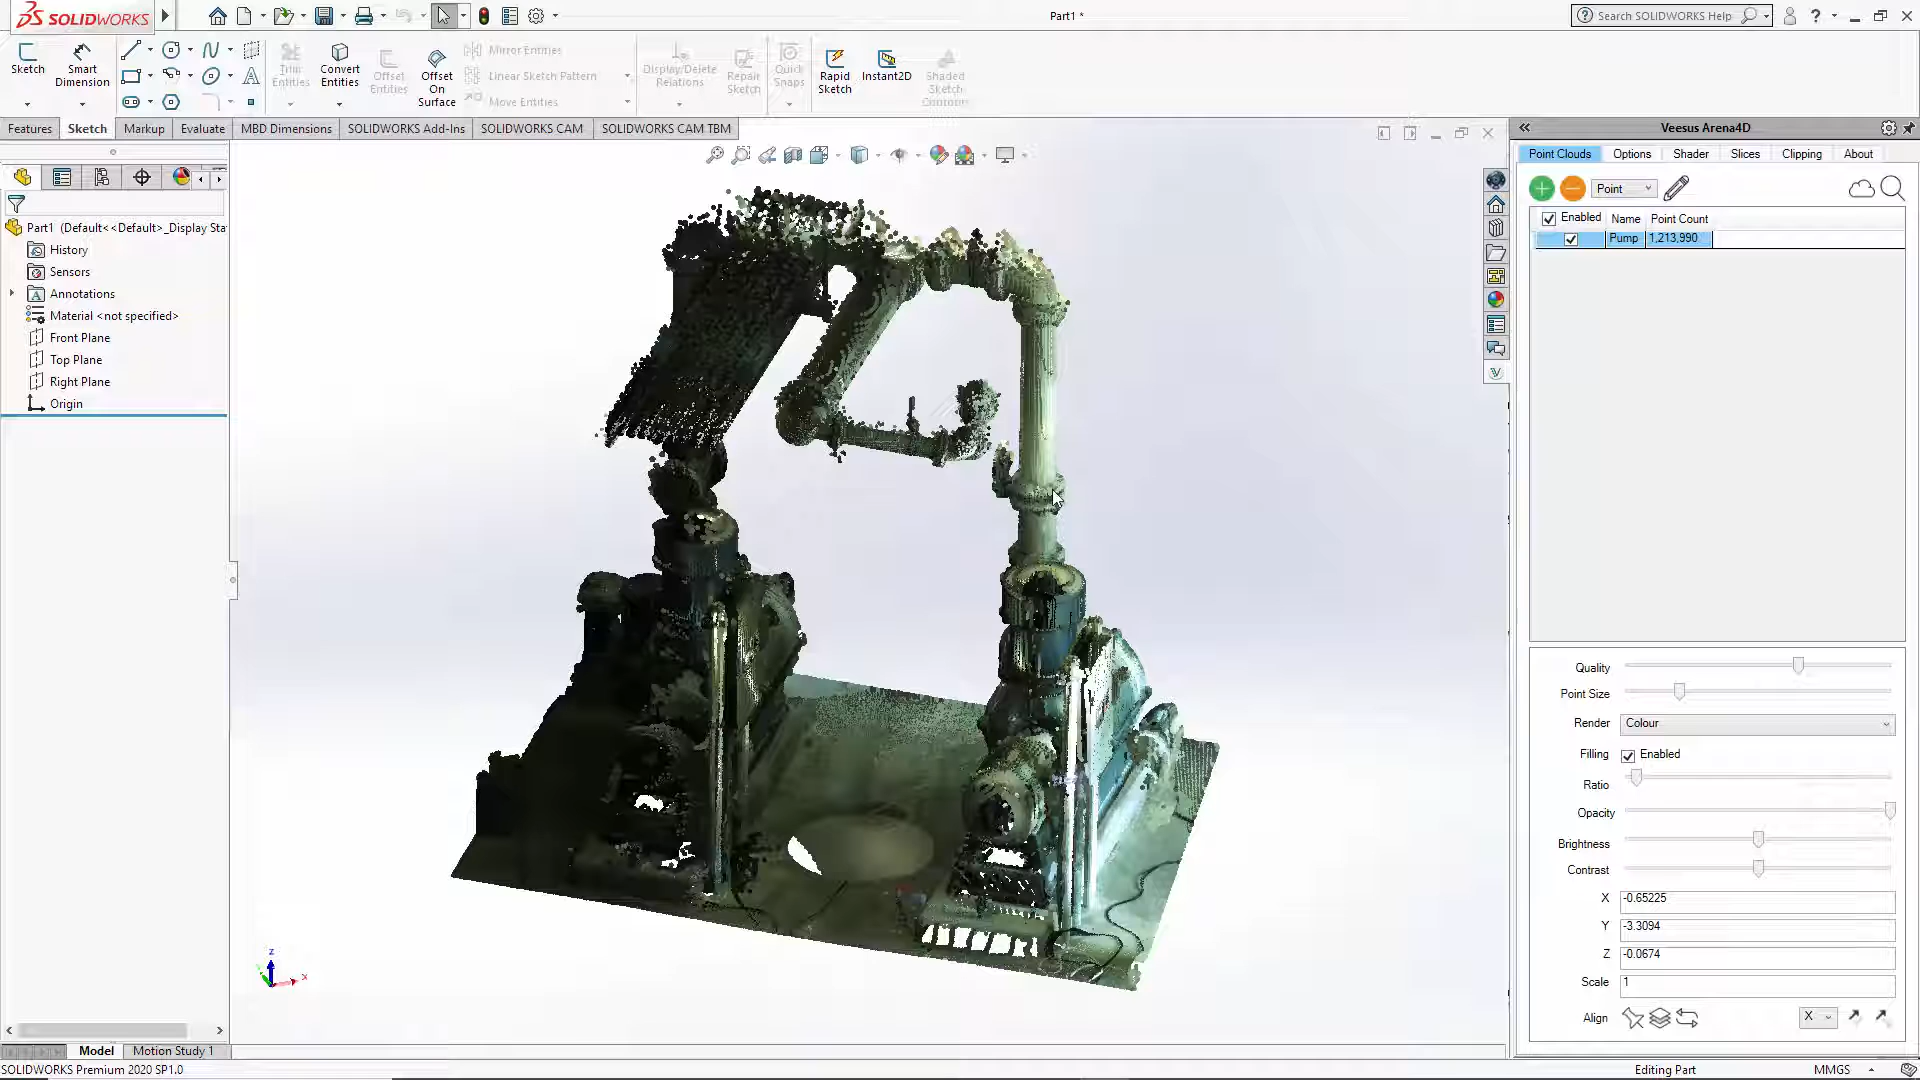 SOLIDWORKS
Part1 *
Search SOLIDWORKS Help
Sketch
Smart Dimension
Trim Entities
Convert Entities
Offset Entities
Offset On Surface
Mirror Entities
Linear Sketch Pattern
Move Entities
Display/Delete Relations
Repair Sketch
Quick Snaps
Rapid Sketch
Instant2D
Shaded Sketch Contours
Features
Sketch
Markup
Evaluate
MBD Dimensions
SOLIDWORKS Add-Ins
SOLIDWORKS CAM
SOLIDWORKS CAM TBM
Part1 (Default<<Default>_Display Sta
History
Sensors
Annotations
Material <not specified>
Front Plane
Top Plane
Right Plane
Origin
Z
X
Veesus Arena4D
Point Clouds
Options
Shader
Slices
Clipping
About
Point
Enabled Name Point Count
Pump 1,213,990
Quality
Point Size
Render Colour
Filling Enabled
Ratio
Opacity
Brightness
Contrast
X -0.65225
Y -3.3094
Z -0.0674
Scale 1
Align X
Model
Motion Study 1
SOLIDWORKS Premium 2020 SP1.0
Editing Part
MMGS